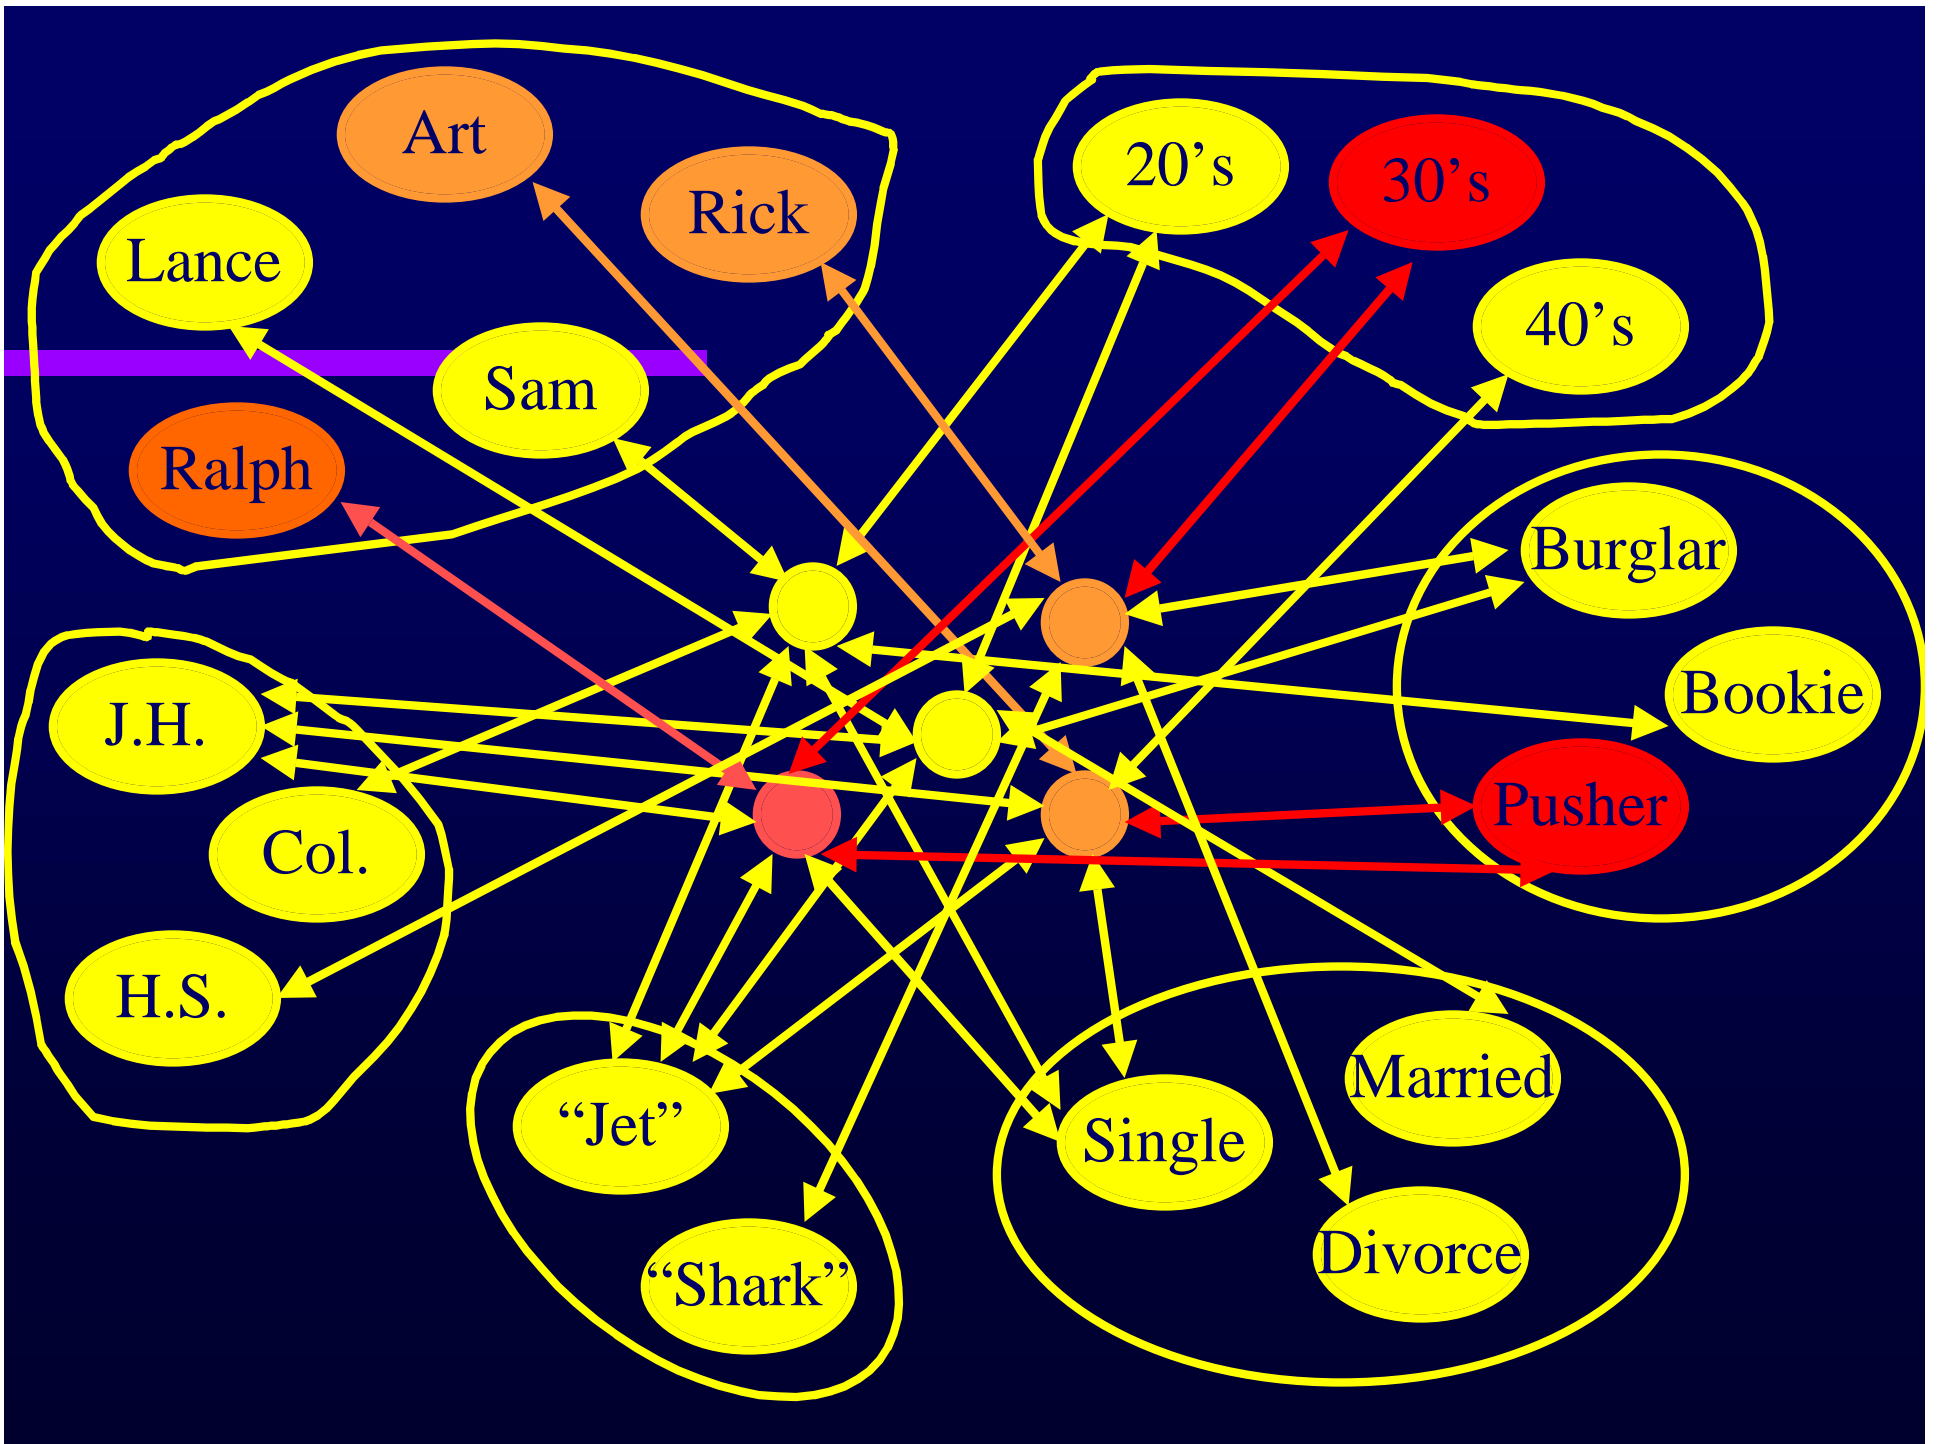 Art
Rick
Lance
Sam
Ralph
20’s
30’s
40’s
Burglar
Bookie
Pusher
J.H.
Col.
H.S.
“Jet”
“Shark”
Single
Married
Divorce